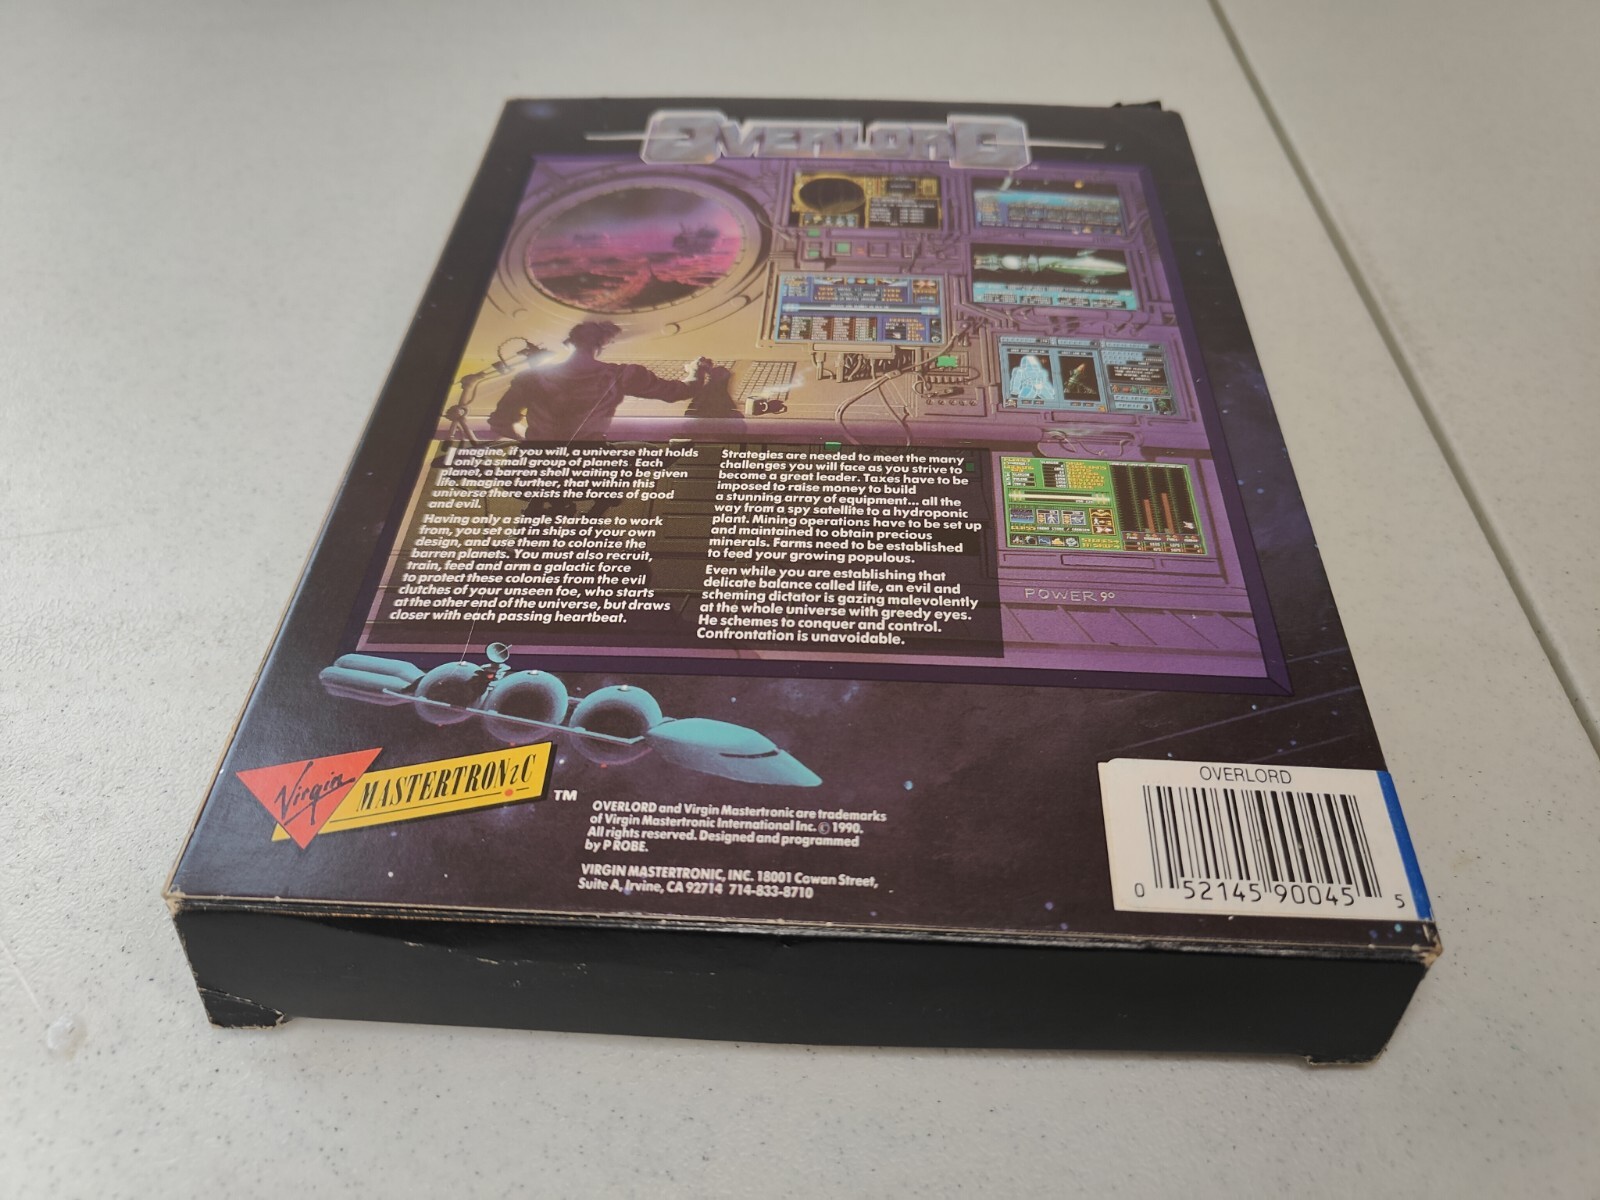 OVERLORD
Imagine, if you will, a universe that holds
only a small group of planets. Each
planet, a barren shell waiting to be given
life. Imagine further, that within this
universe there exists the forces of good
and evil.
Having only a single Starbase to work
from, you set out in ships of your own
design, and use them to colonize the
barren planets. You must also recruit,
train, feed and arm a galactic force
to protect these colonies from the evil
clutches of your unseen foe, who starts
at the other end of the universe, but draws
closer with each passing heartbeat.
Strategies are needed to meet the many
challenges you will face as you strive to
become a great leader. Taxes have to be
imposed to raise money to build
a stunning array of equipment... all the
way from a spy satellite to a hydroponic
plant. Mining operations have to be set up
and maintained to obtain precious
minerals. Farms need to be established
to feed your growing populous.
Even while you are establishing that
delicate balance called life, an evil and
scheming dictator is gazing malevolently
at the whole universe with greedy eyes.
He schemes to conquer and control.
Confrontation is unavoidable.
POWER 90
Virgin MASTERTRONiC TM
OVERLORD and Virgin Mastertronic are trademarks
of Virgin Mastertronic International Inc. © 1990.
All rights reserved. Designed and programmed
by PROBE.
VIRGIN MASTERTRONIC, INC. 18001 Cowan Street,
Suite A, Irvine, CA 92714 714-833-8710
OVERLORD
0 52145 90045 5